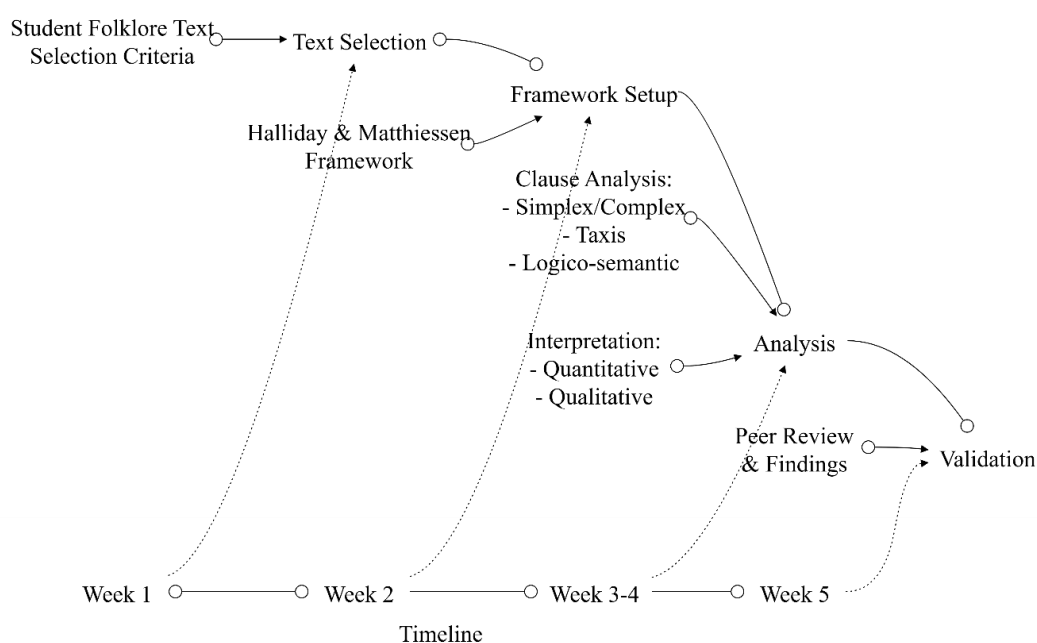 Student Folklore Text
Selection Criteria
Text Selection
Framework Setup
Halliday & Matthiessen
Framework
Clause Analysis:
- Simplex/Complex
- Taxis
- Logico-semantic
Interpretation:
- Quantitative
- Qualitative
Analysis
Peer Review
& Findings
Validation
Week 1
Week 2
Week 3-4
Week 5
Timeline